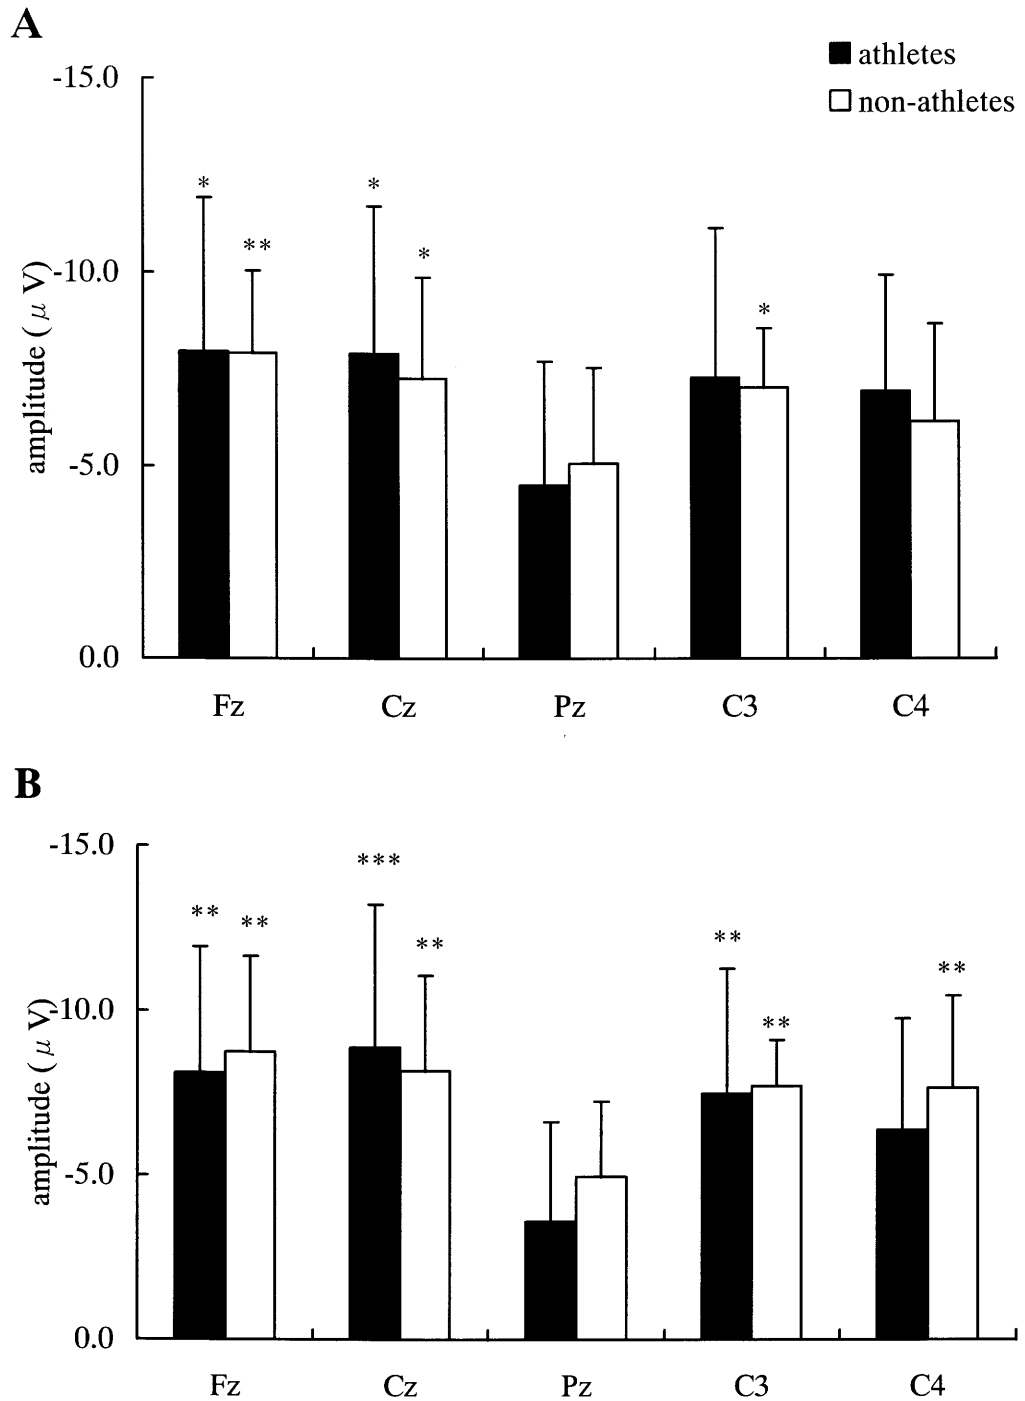 A
athletes
non-athletes
-15.0
* *
** *
*
-10.0
-5.0
0.0
amplitude ( μ V)
Fz Cz Pz C3 C4
B
-15.0
***
** ** ** **
** **
-10.0
-5.0
0.0
amplitude ( μ V)
Fz Cz Pz C3 C4